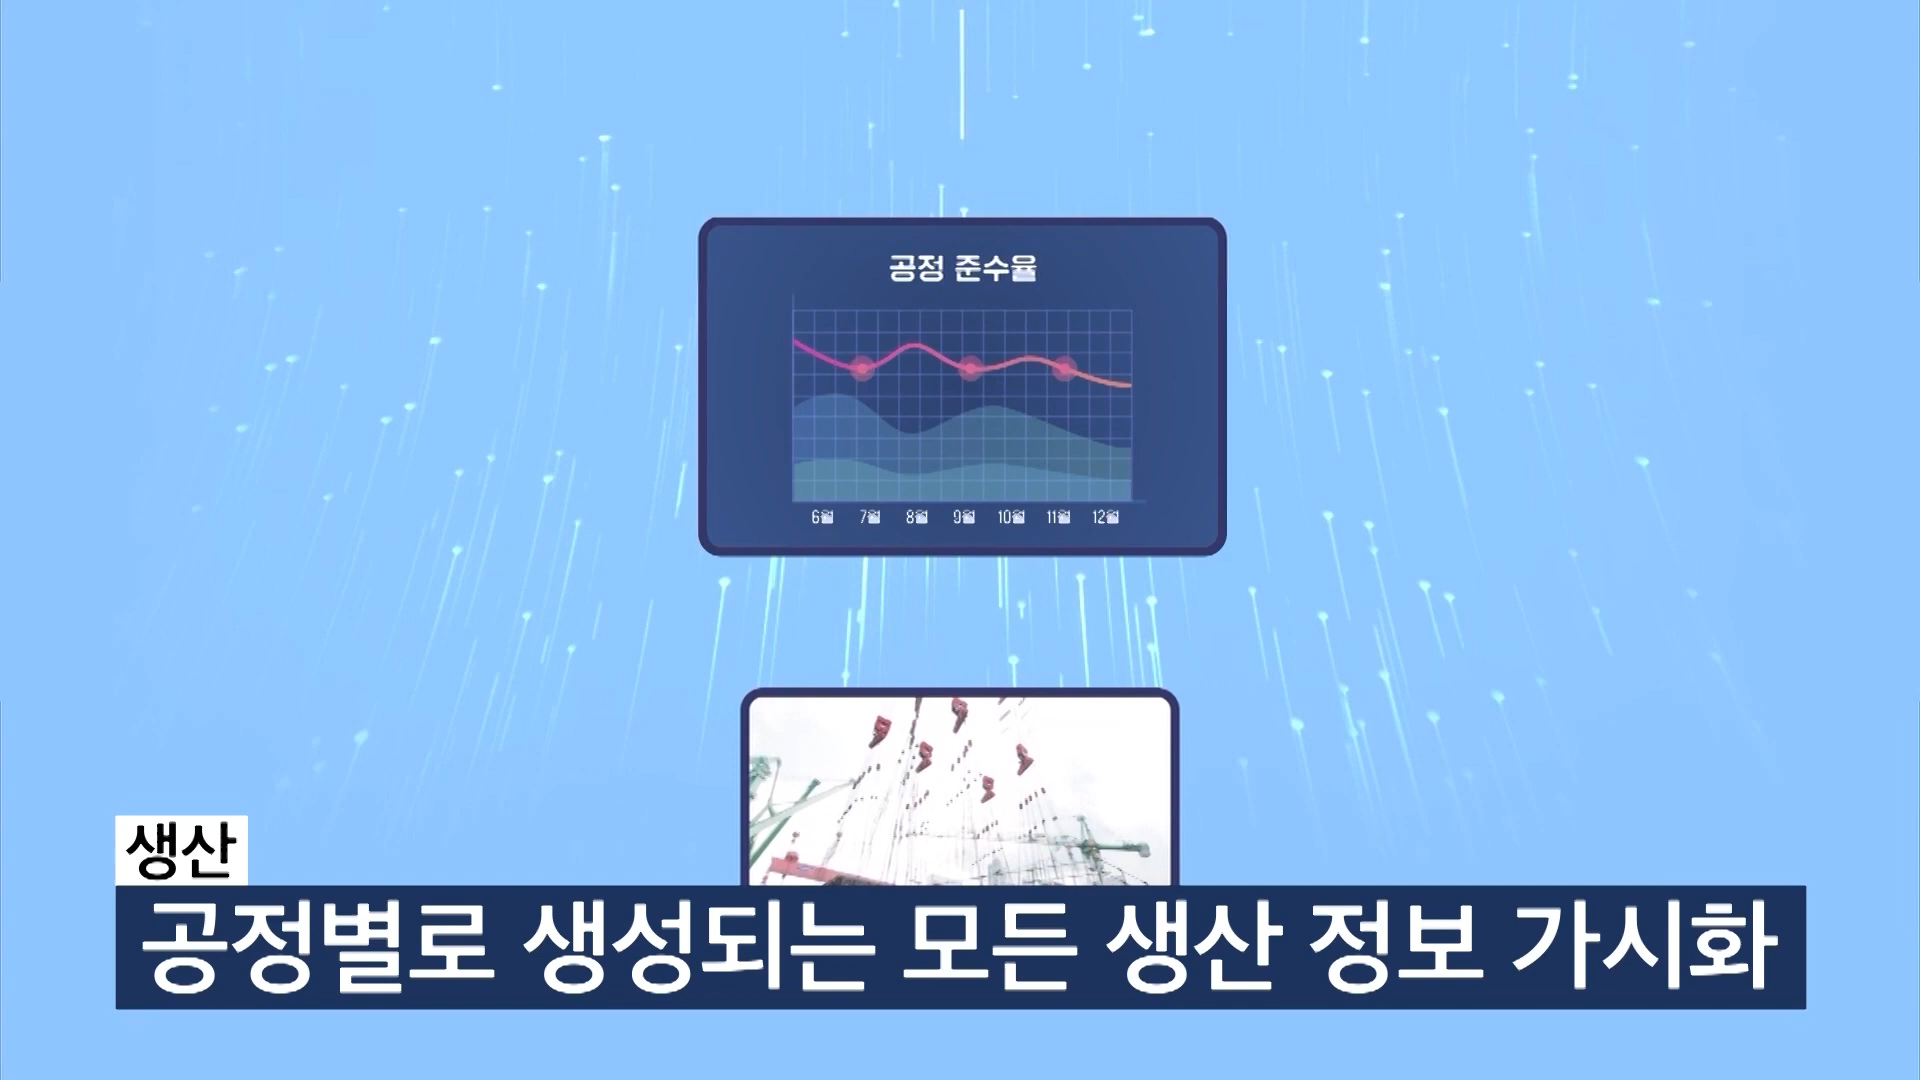 공정 준수율
6월 7월 8월 9월 10월 11월 12월
생산
공정별로 생성되는 모든 생산 정보 가시화